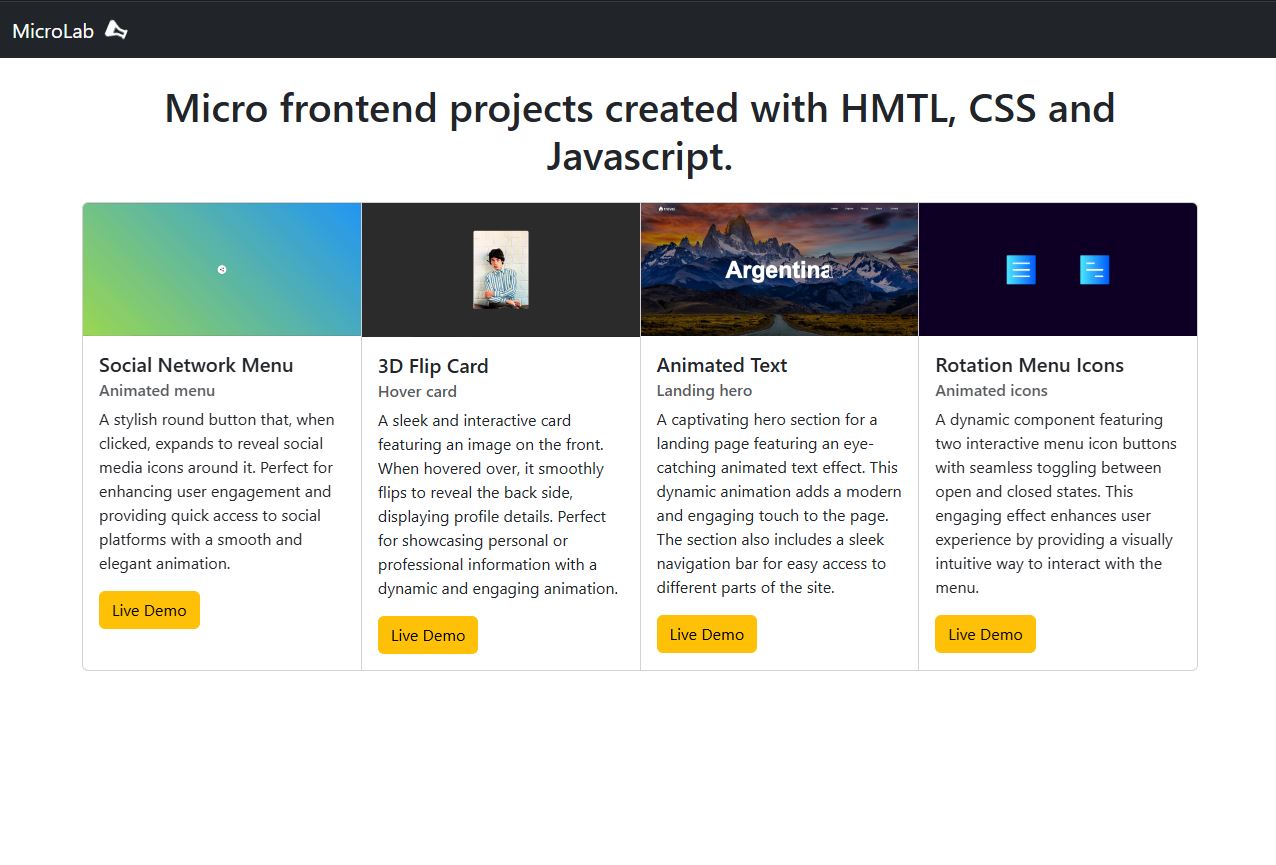 MicroLab
Micro frontend projects created with HMTL, CSS and
Javascript.
Argentina
Social Network Menu
Animated menu
A stylish round button that, when
clicked, expands to reveal social
media icons around it. Perfect for
enhancing user engagement and
providing quick access to social
platforms with a smooth and
elegant animation.
Live Demo
3D Flip Card
Hover card
A sleek and interactive card
featuring an image on the front.
When hovered over, it smoothly
flips to reveal the back side,
displaying profile details. Perfect
for showcasing personal or
professional information with a
dynamic and engaging animation.
Live Demo
Animated Text
Landing hero
A captivating hero section for a
landing page featuring an eye-
catching animated text effect. This
dynamic animation adds a modern
and engaging touch to the page.
The section also includes a sleek
navigation bar for easy access to
different parts of the site.
Live Demo
Rotation Menu Icons
Animated icons
A dynamic component featuring
two interactive menu icon buttons
with seamless toggling between
open and closed states. This
engaging effect enhances user
experience by providing a visually
intuitive way to interact with the
menu.
Live Demo